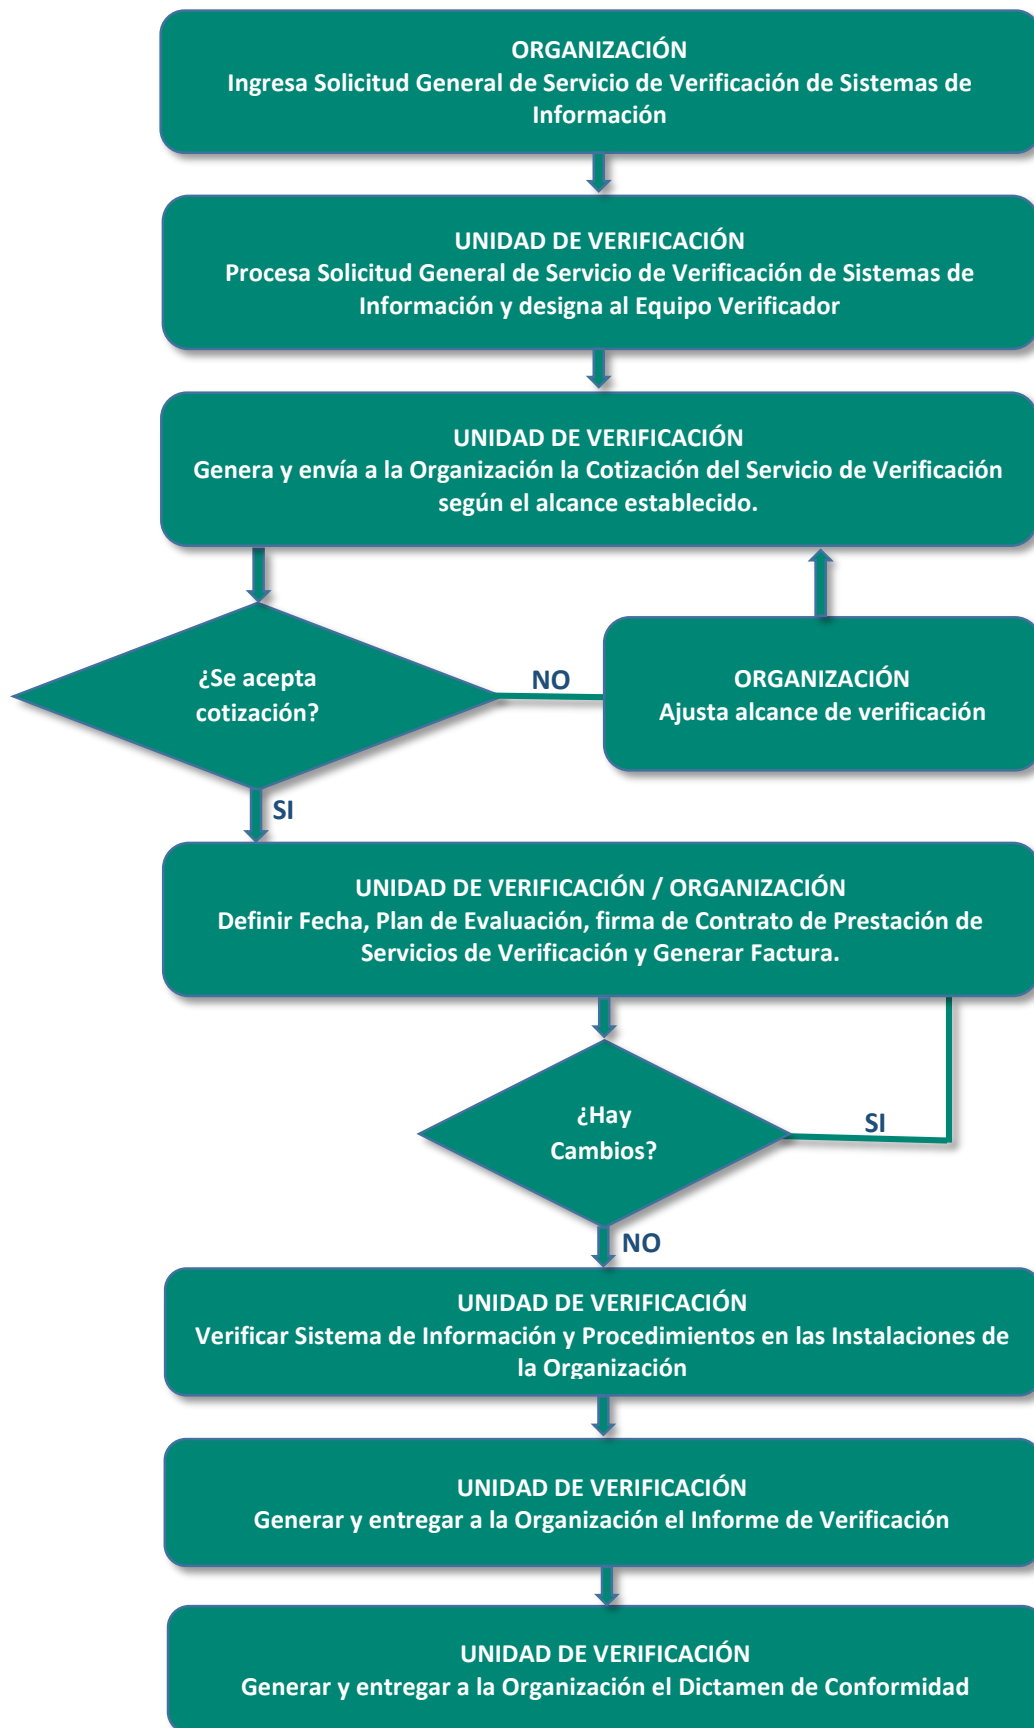 ORGANIZACIÓN
Ingresa Solicitud General de Servicio de Verificación de Sistemas de
Información
UNIDAD DE VERIFICACIÓN
Procesa Solicitud General de Servicio de Verificación de Sistemas de
Información y designa al Equipo Verificador
UNIDAD DE VERIFICACIÓN
Genera y envía a la Organización la Cotización del Servicio de Verificación
según el alcance establecido.
¿Se acepta
cotización?
NO
ORGANIZACIÓN
Ajusta alcance de verificación
SI
UNIDAD DE VERIFICACIÓN / ORGANIZACIÓN
Definir Fecha, Plan de Evaluación, firma de Contrato de Prestación de
Servicios de Verificación y Generar Factura.
¿Hay
Cambios?
SI
NO
UNIDAD DE VERIFICACIÓN
Verificar Sistema de Información y Procedimientos en las Instalaciones de
la Organización
UNIDAD DE VERIFICACIÓN
Generar y entregar a la Organización el Informe de Verificación
UNIDAD DE VERIFICACIÓN
Generar y entregar a la Organización el Dictamen de Conformidad